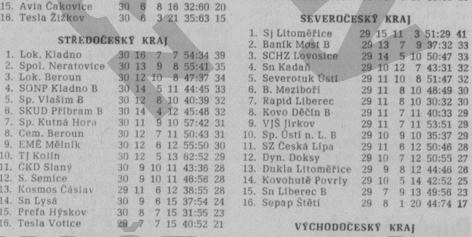 15. Avia Čakovice 30 6 8 16 32:60 20
16. Tesla Žižkov 30 6 3 21 35:63 15
STŘEDOČESKÝ KRAJ
1. Lok. Kladno 30 16 7 7 54:34 39
2. Spol. Neratovice 30 13 9 8 55:41 35
3. Lok. Beroun 30 12 10 8 47:37 34
4. SONP Kladno B 30 14 5 11 44:45 33
5. Sp. Vlašim B 30 12 8 10 40:39 32
6. SKUD Příbram B 30 14 4 12 45:48 32
7. Sp. Kutná Hora 30 11 9 10 57:42 31
8. Cem. Beroun 30 12 7 11 50:43 31
9. EMĚ Mělník 30 12 6 12 55:50 30
10. TJ Kolín 30 12 5 13 62:52 29
11. ČKD Slaný 30 9 10 11 43:36 28
12. S. Semice 30 9 10 11 46:56 28
13. Kosmos Čáslav 29 11 6 12 38:55 28
14. Sn Lysá 30 9 6 15 37:54 24
15. Prefa Hýskov 30 8 7 15 31:55 23
16. Tesla Votice 29 7 7 15 40:52 21
SEVEROČESKÝ KRAJ
1. Sj Litoměřice 29 15 11 3 51:29 41
2. Baník Most B 29 13 7 9 37:32 33
3. SCHZ Lovosice 29 14 5 10 50:47 33
4. Sn Kadaň 29 10 12 7 43:31 32
5. Severotuk Ústí 29 11 10 8 51:47 32
6. B. Meziboří 29 11 8 10 48:49 30
7. Rapid Liberec 29 11 8 10 30:32 30
8. Kovo Děčín B 29 11 7 11 40:33 29
9. VJŠ Jirkov 29 11 7 11 53:51 29
10. Sp. Ústí n. L. B 29 10 9 10 35:37 29
11. SZ Česká Lípa 29 11 6 12 50:46 28
12. Dyn. Doksy 29 10 7 12 50:55 27
13. Dukla Litoměřice 29 9 8 12 44:46 26
14. Kovohutě Povrly 29 10 5 14 42:52 25
15. Sn Liberec B 29 7 9 13 49:56 23
16. Sepap Štětí 29 8 1 20 44:74 17
VÝCHODOČESKÝ KRAJ